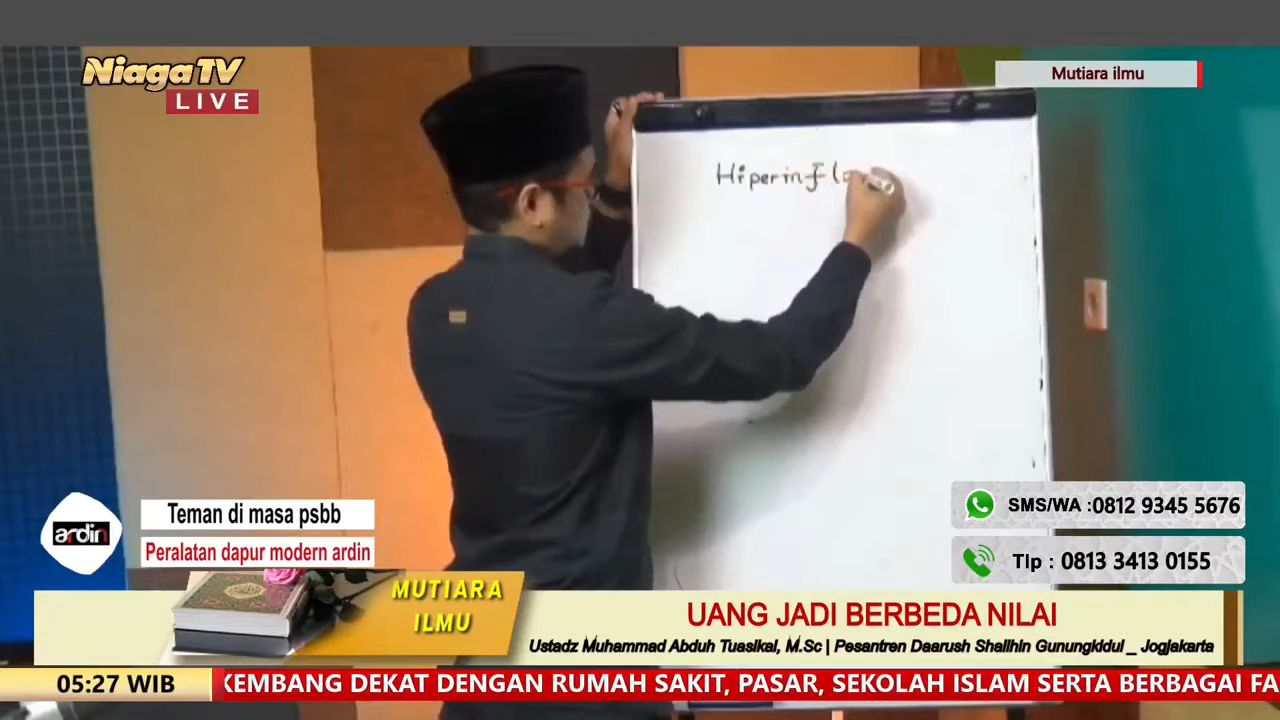 NiagaTV
LIVE
Mutiara ilmu
ardin
Teman di masa psbb
Peralatan dapur modern ardin
SMS/WA :0812 9345 5676
Tlp : 0813 3413 0155
MUTIARA
ILMU
UANG JADI BERBEDA NILAI
Ustadz Muhammad Abduh Tuasikal, M.Sc | Pesantren Daarush Shalihin Gunungkidul _ Jogjakarta
05:27 WIB
KEMBANG DEKAT DENGAN RUMAH SAKIT, PASAR, SEKOLAH ISLAM SERTA BERBAGAI FA